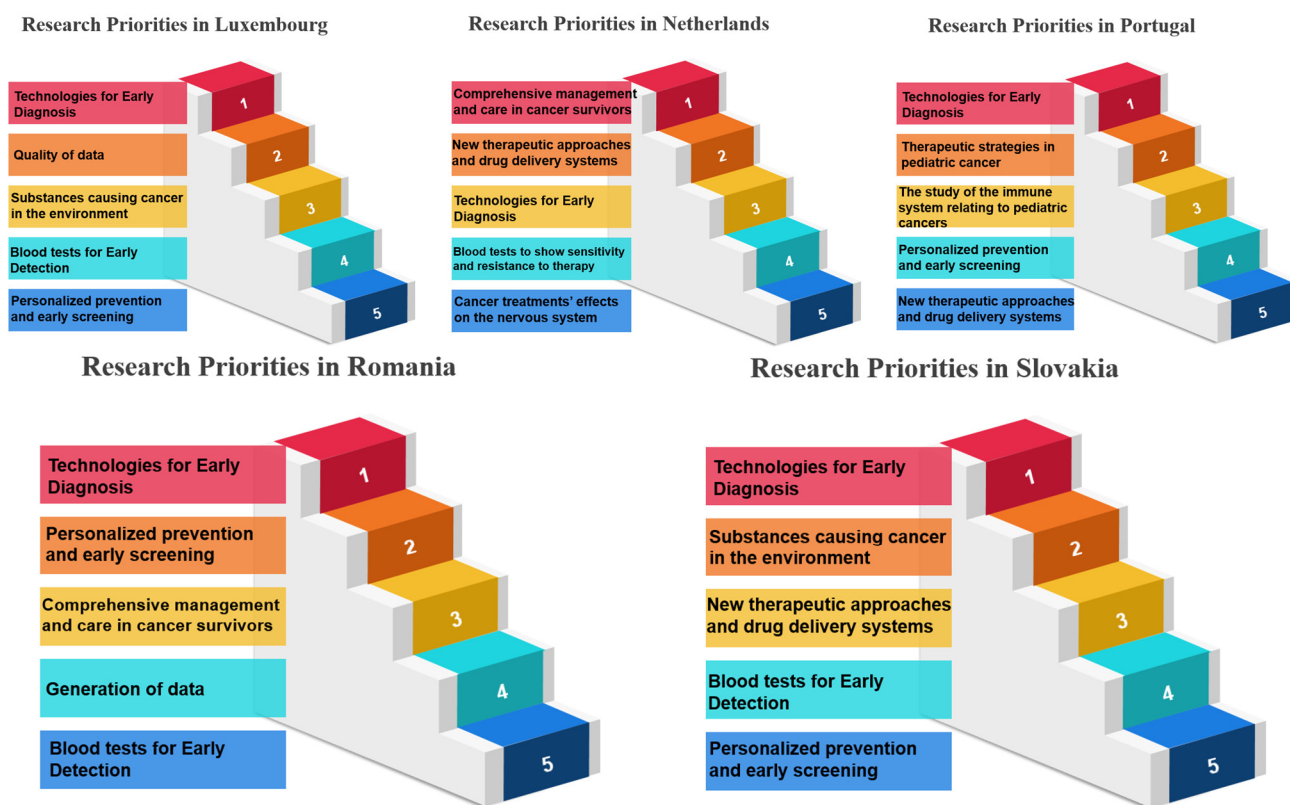 Research Priorities in Luxembourg
Technologies for Early
Diagnosis
1
Quality of data
2
Substances causing cancer
in the environment
3
Blood tests for Early
Detection
4
Personalized prevention
and early screening
5
Research Priorities in Netherlands
Comprehensive management
and care in cancer survivors
1
New therapeutic approaches
and drug delivery systems
2
Technologies for Early
Diagnosis
3
Blood tests to show sensitivity
and resistance to therapy
4
Cancer treatments' effects
on the nervous system
5
Research Priorities in Portugal
Technologies for Early
Diagnosis
1
Therapeutic strategies in
pediatric cancer
2
The study of the immune
system relating to pediatric
cancers
3
Personalized prevention
and early screening
4
New therapeutic approaches
and drug delivery systems
5
Research Priorities in Romania
Technologies for Early
Diagnosis
1
Personalized prevention
and early screening
2
Comprehensive management
and care in cancer survivors
3
Generation of data
4
Blood tests for Early
Detection
5
Research Priorities in Slovakia
Technologies for Early
Diagnosis
1
Substances causing cancer
in the environment
2
New therapeutic approaches
and drug delivery systems
3
Blood tests for Early
Detection
4
Personalized prevention
and early screening
5